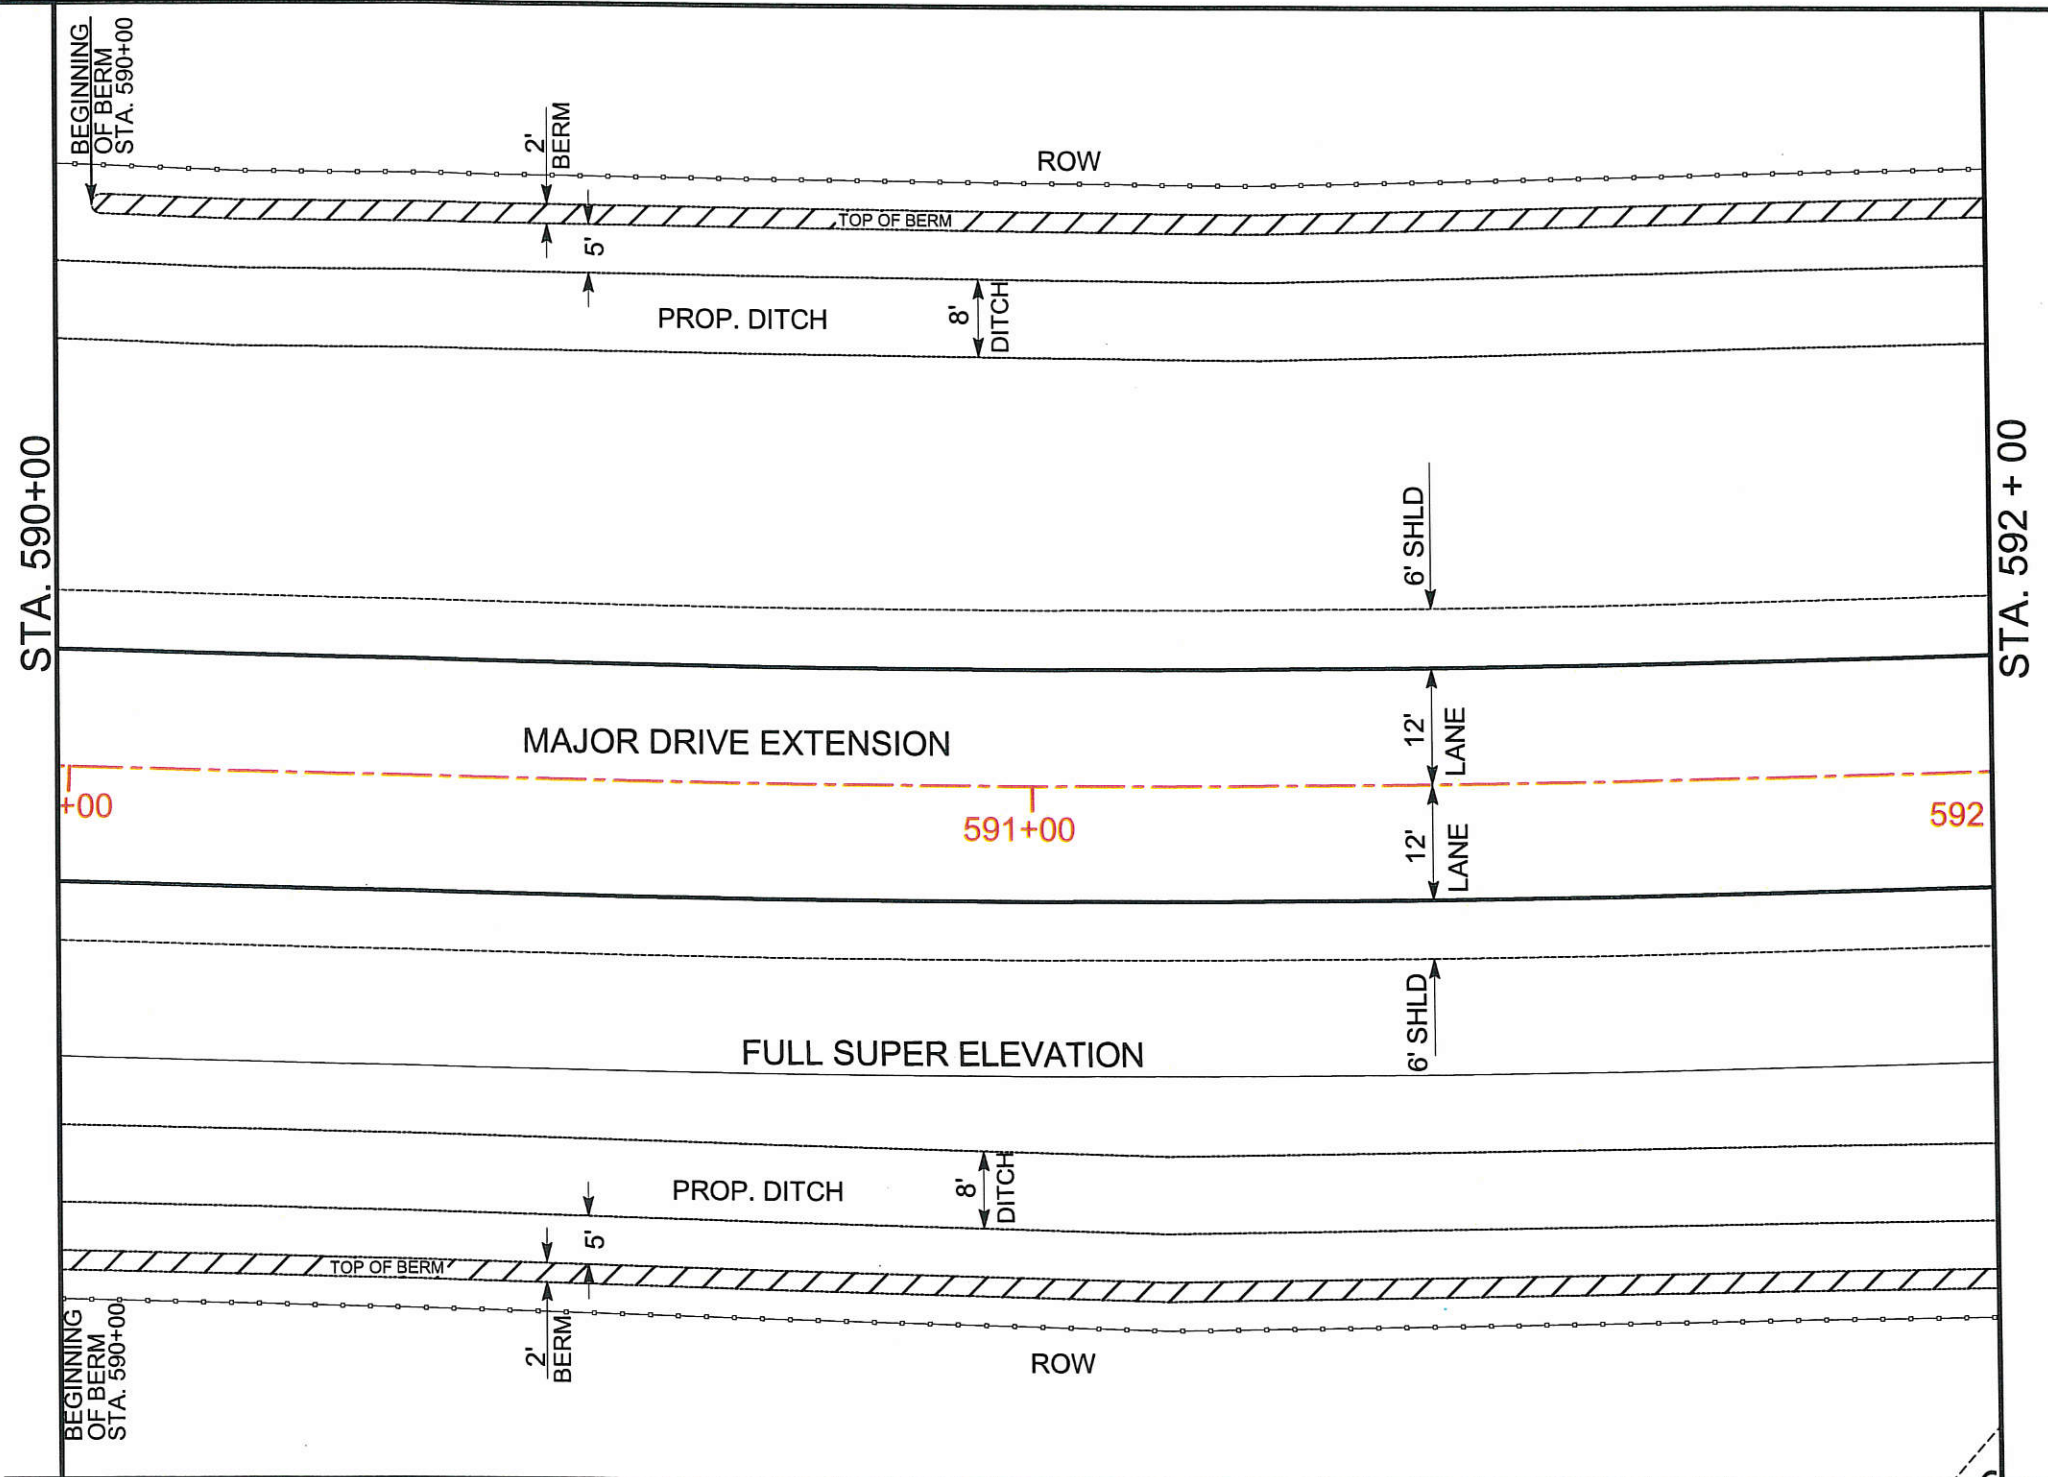 BEGINNING
OF BERM
STA. 590+00
2'
BERM
ROW
TOP OF BERM
5'
PROP. DITCH
8'
DITCH
STA. 590+00
STA. 592 + 00
6' SHLD
12'
LANE
MAJOR DRIVE EXTENSION
+00
591+00
592
12'
LANE
6' SHLD
FULL SUPER ELEVATION
PROP. DITCH
8'
DITCH
5'
TOP OF BERM
2'
BERM
BEGINNING
OF BERM
STA. 590+00
ROW